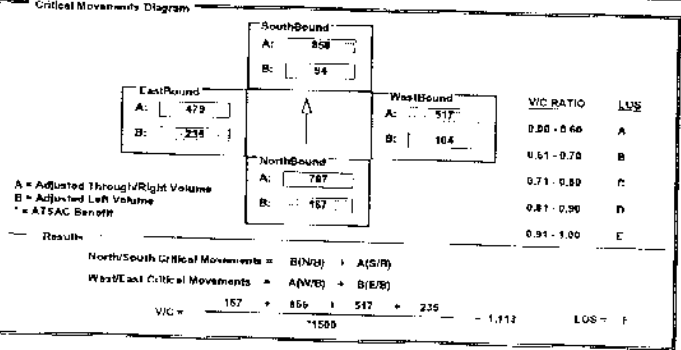 Critical Movements Diagram
SouthBound
A: 856
B: 94
EastBound
A: 479
B: 235
WestBound
A: 517
B: 104
V/C RATIO LOS
0.00 - 0.60 A
0.61 - 0.70 B
0.71 - 0.80 C
0.81 - 0.90 D
0.91 - 1.00 E
NorthBound
A:
B: 167
A = Adjusted Through/Right Volume
B = Adjusted Left Volume
* = ATSAC Benefit
Results
North/South Critical Movements = B(N/B) + A(S/B)
West/East Critical Movements = A(W/B) + B(E/B)
V/C = 167 + 856 + 517 + 235 = 1.113 LOS = F
*1500